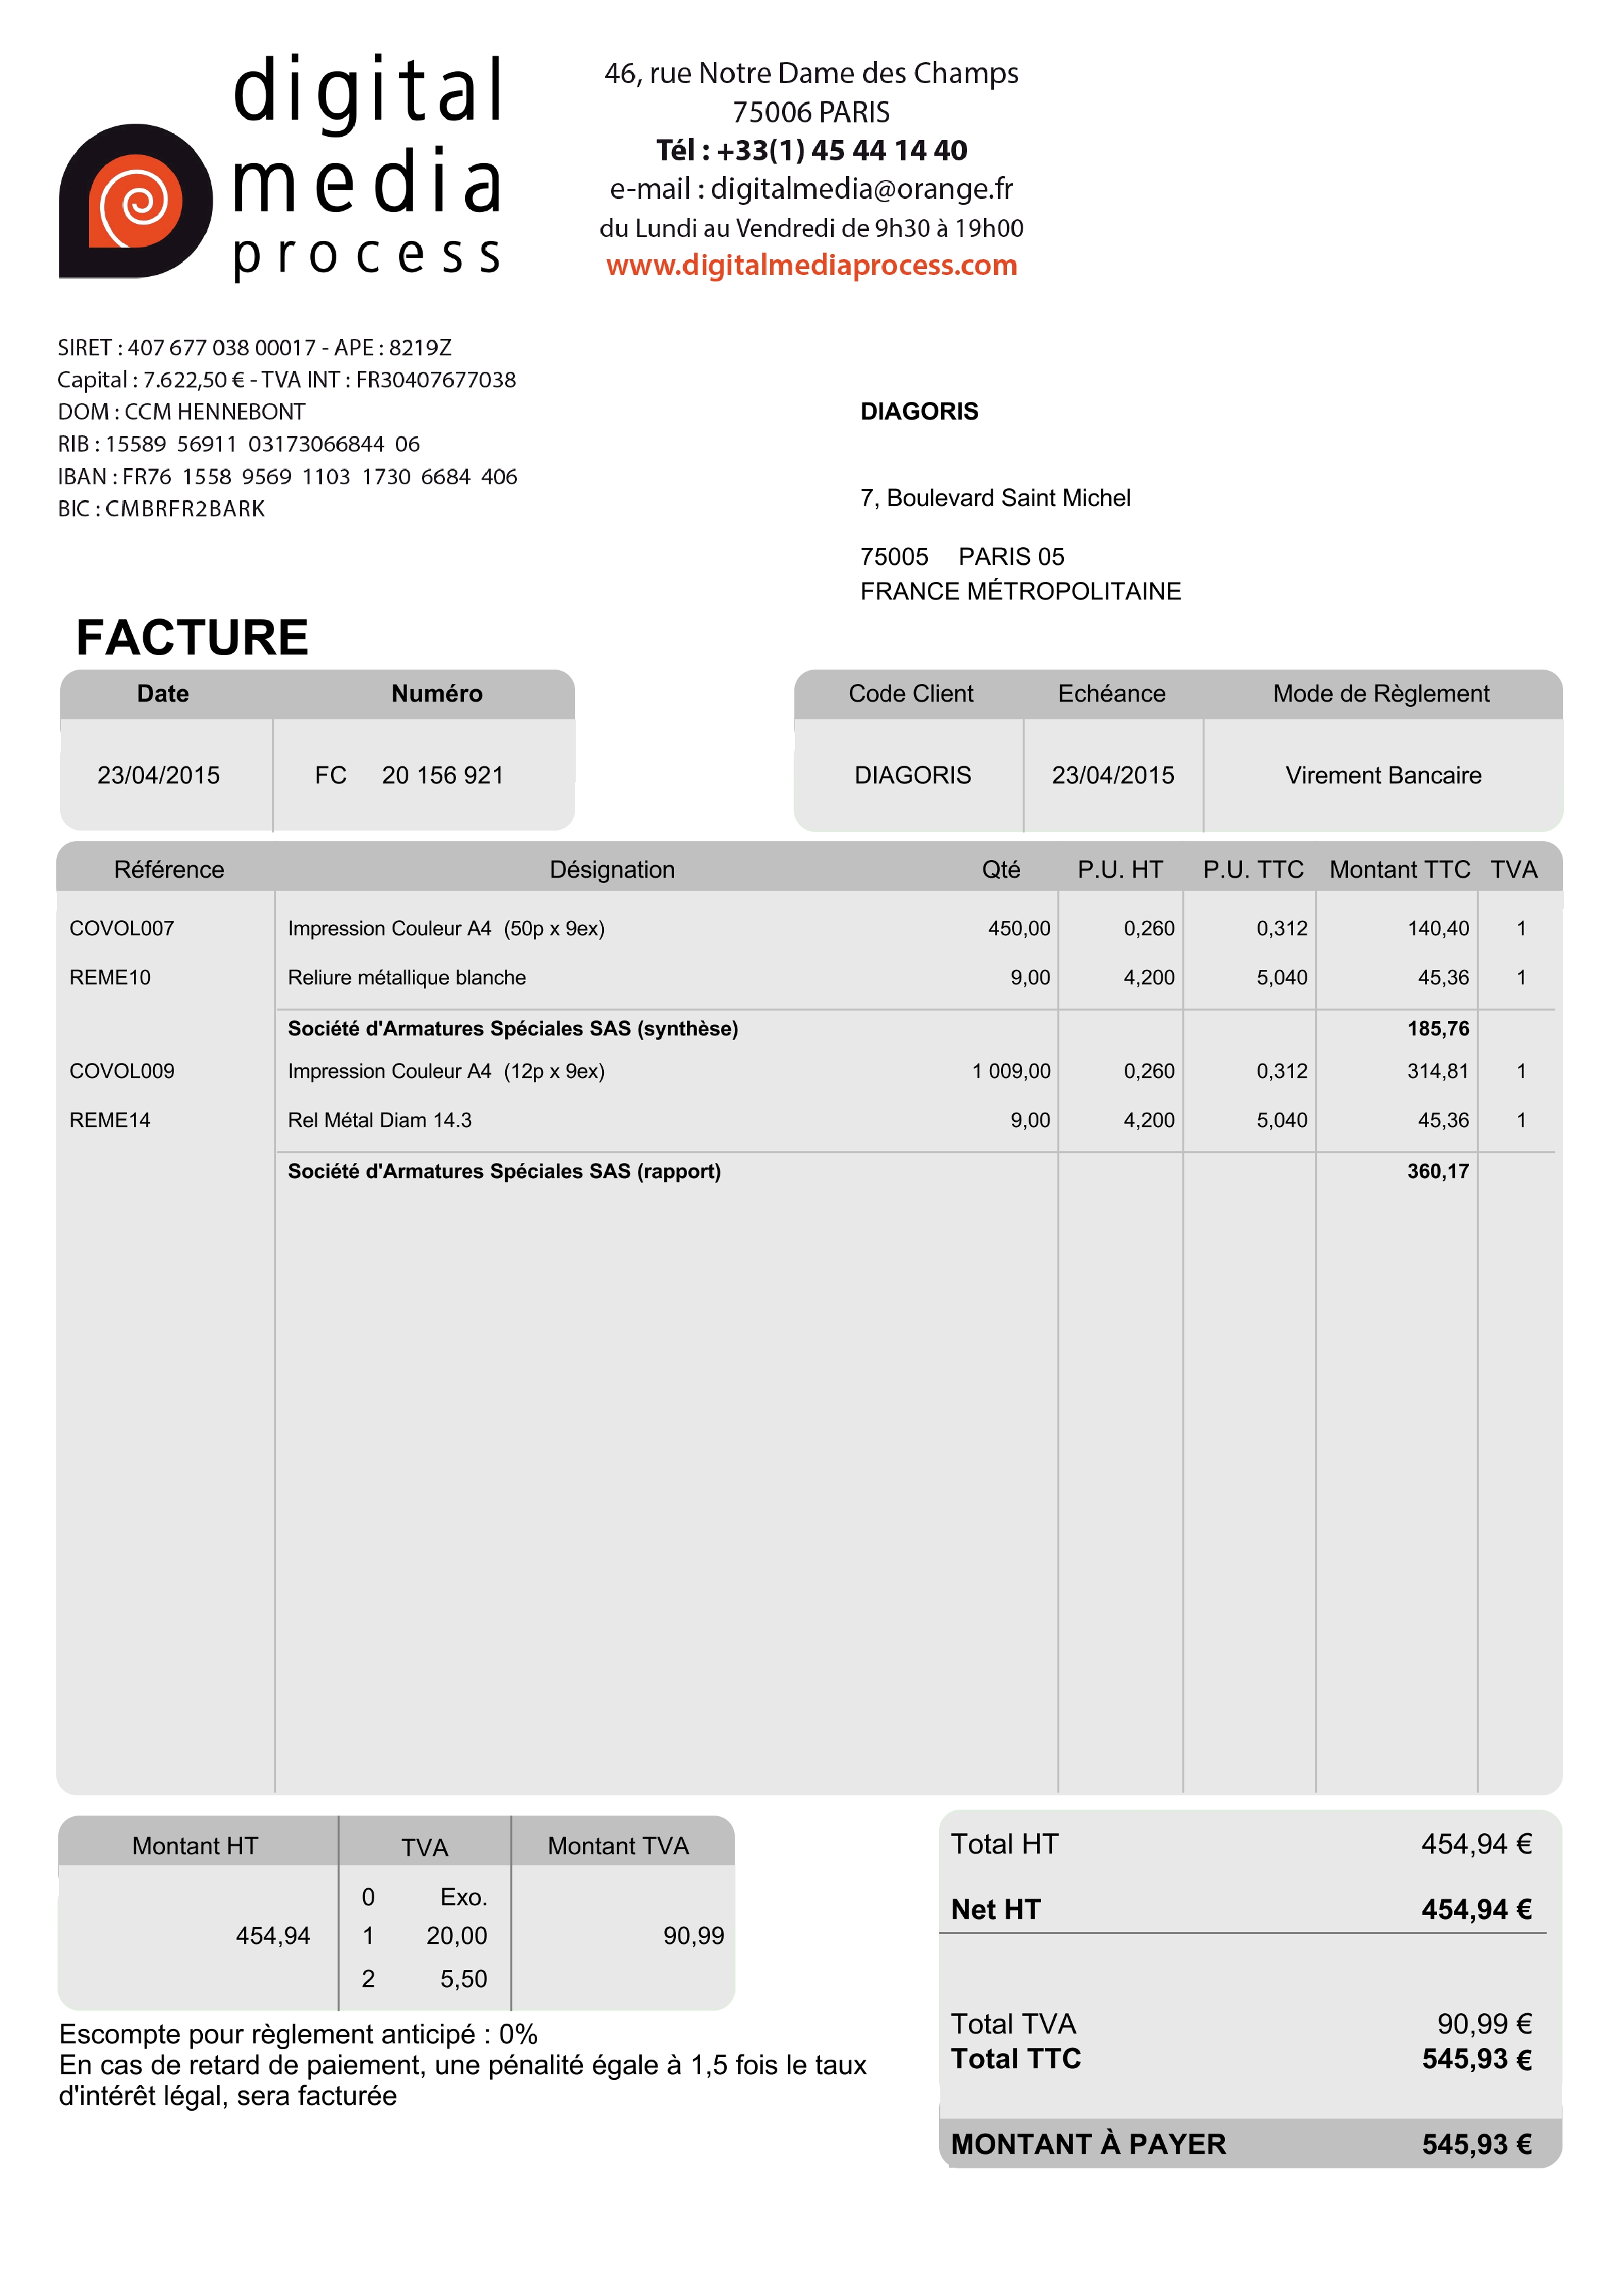 digital
media
process
46, rue Notre Dame des Champs
75006 PARIS
Tél : +33(1) 45 44 14 40
e-mail : digitalmedia@orange.fr
du Lundi au Vendredi de 9h30 à 19h00
www.digitalmediaprocess.com
SIRET : 407 677 038 00017 - APE : 8219Z
Capital : 7.622,50 € - TVA INT : FR30407677038
DOM : CCM HENNEBONT
RIB : 15589 56911 03173066844 06
IBAN : FR76 1558 9569 1103 1730 6684 406
BIC : CMBRFR2BARK
DIAGORIS
7, Boulevard Saint Michel
75005 PARIS 05
FRANCE MÉTROPOLITAINE
FACTURE
Date Numéro
23/04/2015 FC 20 156 921
Code Client Echéance Mode de Règlement
DIAGORIS 23/04/2015 Virement Bancaire
Référence Désignation Qté P.U. HT P.U. TTC Montant TTC TVA
COVOL007 Impression Couleur A4 (50p x 9ex) 450,00 0,260 0,312 140,40 1
REME10 Reliure métallique blanche 9,00 4,200 5,040 45,36 1
Société d'Armatures Spéciales SAS (synthèse) 185,76
COVOL009 Impression Couleur A4 (12p x 9ex) 1 009,00 0,260 0,312 314,81 1
REME14 Rel Métal Diam 14.3 9,00 4,200 5,040 45,36 1
Société d'Armatures Spéciales SAS (rapport) 360,17
Montant HT TVA Montant TVA
0 Exo.
454,94 1 20,00 90,99
2 5,50
Escompte pour règlement anticipé : 0%
En cas de retard de paiement, une pénalité égale à 1,5 fois le taux
d'intérêt légal, sera facturée
Total HT 454,94 €
Net HT 454,94 €
Total TVA 90,99 €
Total TTC 545,93 €
MONTANT À PAYER 545,93 €